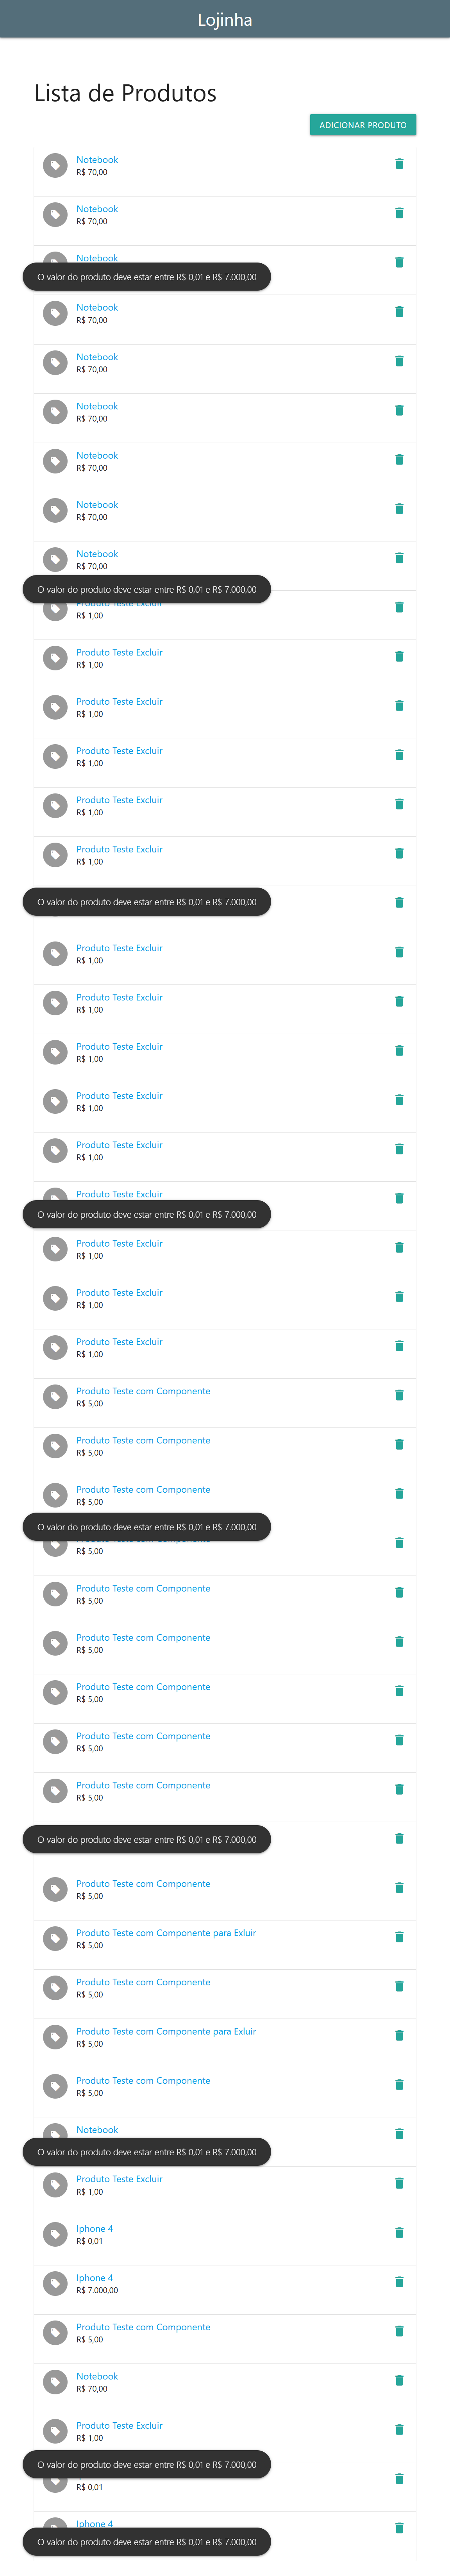 Lojinha
Lista de Produtos
ADICIONAR PRODUTO
Notebook
R$ 70,00
Notebook
R$ 70,00
Notebook
O valor do produto deve estar entre R$ 0,01 e R$ 7.000,00
Notebook
R$ 70,00
Notebook
R$ 70,00
Notebook
R$ 70,00
Notebook
R$ 70,00
Notebook
R$ 70,00
Notebook
R$ 70,00
O valor do produto deve estar entre R$ 0,01 e R$ 7.000,00
Produto Teste Excluir
R$ 1,00
Produto Teste Excluir
R$ 1,00
Produto Teste Excluir
R$ 1,00
Produto Teste Excluir
R$ 1,00
Produto Teste Excluir
R$ 1,00
Produto Teste Excluir
R$ 1,00
O valor do produto deve estar entre R$ 0,01 e R$ 7.000,00
Produto Teste Excluir
R$ 1,00
Produto Teste Excluir
R$ 1,00
Produto Teste Excluir
R$ 1,00
Produto Teste Excluir
R$ 1,00
Produto Teste Excluir
R$ 1,00
Produto Teste Excluir
O valor do produto deve estar entre R$ 0,01 e R$ 7.000,00
Produto Teste Excluir
R$ 1,00
Produto Teste Excluir
R$ 1,00
Produto Teste Excluir
R$ 1,00
Produto Teste com Componente
R$ 5,00
Produto Teste com Componente
R$ 5,00
Produto Teste com Componente
R$ 5,00
O valor do produto deve estar entre R$ 0,01 e R$ 7.000,00
R$ 5,00
Produto Teste com Componente
R$ 5,00
Produto Teste com Componente
R$ 5,00
Produto Teste com Componente
R$ 5,00
Produto Teste com Componente
R$ 5,00
Produto Teste com Componente
R$ 5,00
O valor do produto deve estar entre R$ 0,01 e R$ 7.000,00
Produto Teste com Componente
R$ 5,00
Produto Teste com Componente para Exluir
R$ 5,00
Produto Teste com Componente
R$ 5,00
Produto Teste com Componente para Exluir
R$ 5,00
Produto Teste com Componente
R$ 5,00
Notebook
O valor do produto deve estar entre R$ 0,01 e R$ 7.000,00
Produto Teste Excluir
R$ 1,00
Iphone 4
R$ 0,01
Iphone 4
R$ 7.000,00
Produto Teste com Componente
R$ 5,00
Notebook
R$ 70,00
Produto Teste Excluir
R$ 1,00
O valor do produto deve estar entre R$ 0,01 e R$ 7.000,00
R$ 0,01
Iphone 4
O valor do produto deve estar entre R$ 0,01 e R$ 7.000,00